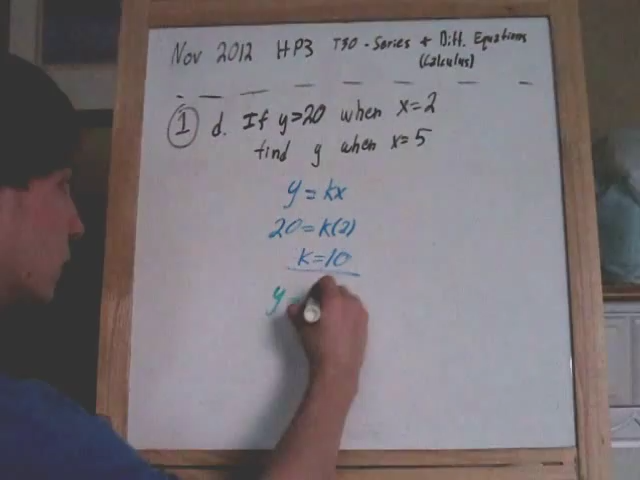 Nov 2012 HP3 TZ0 - Series + Diff. Equations
(Calculus)
1 d. If y=20 when x=2
find y when x=5
y = kx
20 = k(2)
k=10
y =